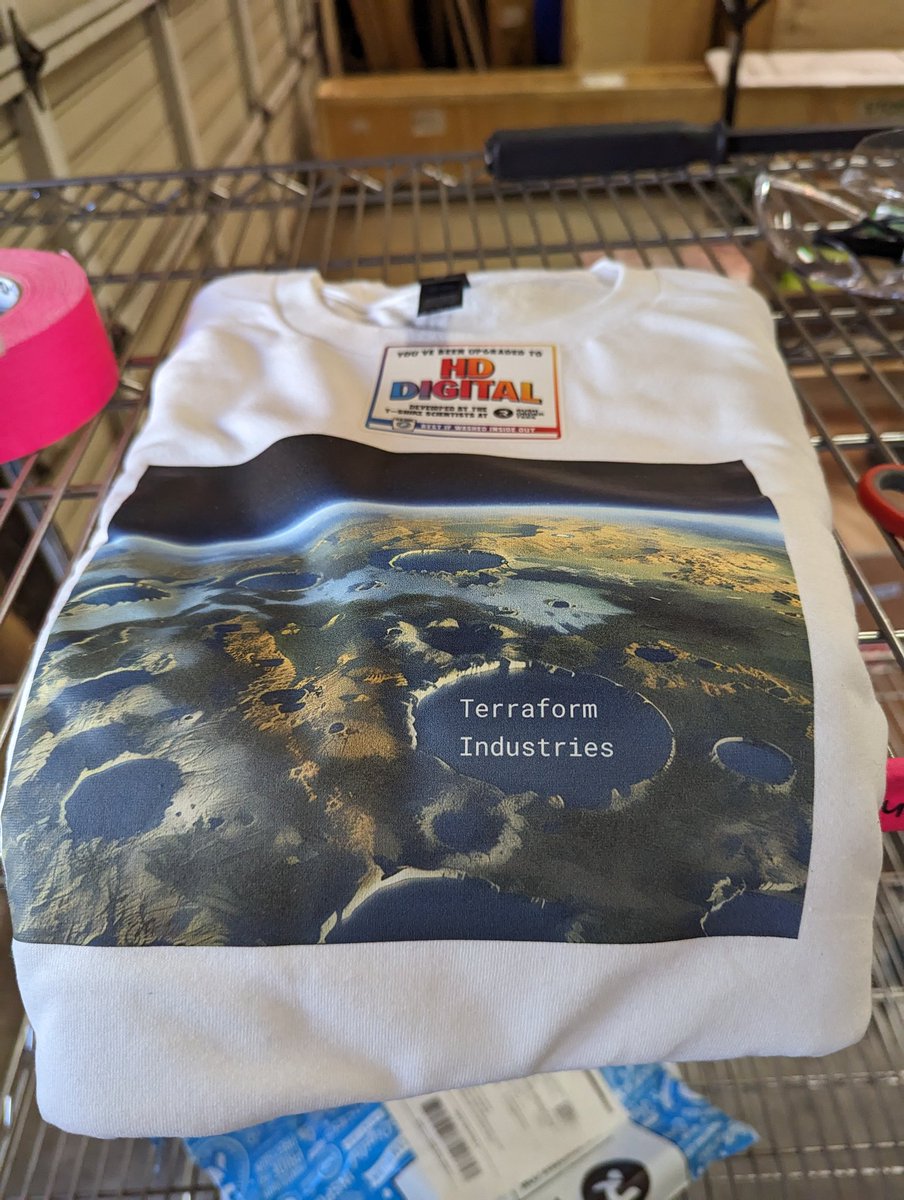 YOU'VE BEEN UPGRADED TO
HD
DIGITAL
DEVELOPED BY THE
T-SHIRT SCIENTISTS AT
BEST IF WASHED INSIDE OUT
Terraform
Industries